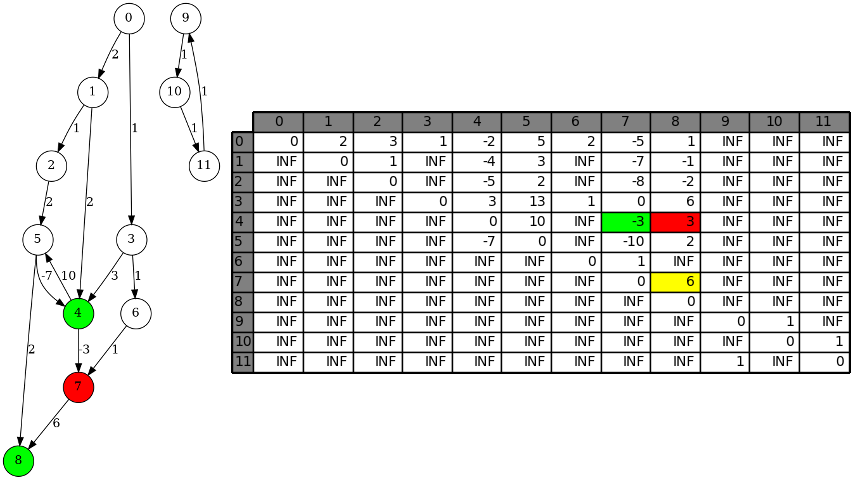 0
9
2
1
1
10
1
1
1
1
2
11
2
2
5
3
-7
10
3
1
4
6
2
-3
1
7
6
8
0 1 2 3 4 5 6 7 8 9 10 11
0 0 2 3 1 -2 5 2 -5 1 INF INF INF
1 INF 0 1 INF -4 3 INF -7 -1 INF INF INF
2 INF INF 0 INF -5 2 INF -8 -2 INF INF INF
3 INF INF INF 0 3 13 1 0 6 INF INF INF
4 INF INF INF INF 0 10 INF -3 3 INF INF INF
5 INF INF INF INF -7 0 INF -10 2 INF INF INF
6 INF INF INF INF INF INF 0 1 INF INF INF INF
7 INF INF INF INF INF INF INF 0 6 INF INF INF
8 INF INF INF INF INF INF INF INF 0 INF INF INF
9 INF INF INF INF INF INF INF INF INF 0 1 INF
10 INF INF INF INF INF INF INF INF INF INF 0 1
11 INF INF INF INF INF INF INF INF INF 1 INF 0